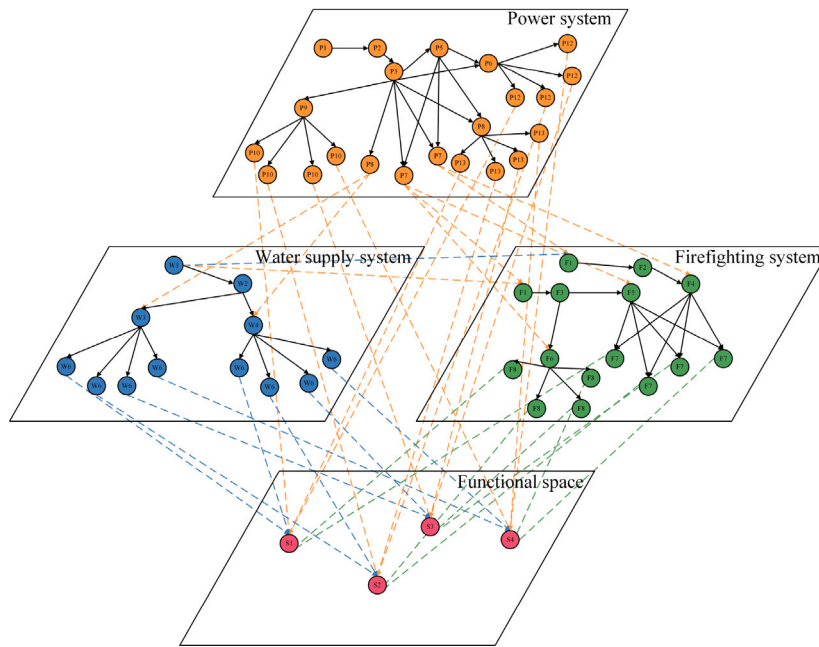 Power system
P1
P2
P5
P12
P3
P6
P12
P9
P12
P12
P8
P13
P10
P10
P8
P7
P7
P13
P13
P13
P10
P10
Water supply system
W1
W2
W3
W4
W6
W6
W6
W6
W6
W6
W6
W6
Firefighting system
F1
F2
F4
F1
F3
F5
F6
F7
F7
F7
F7
F8
F8
F8
F8
Functional space
S1
S3
S4
S2